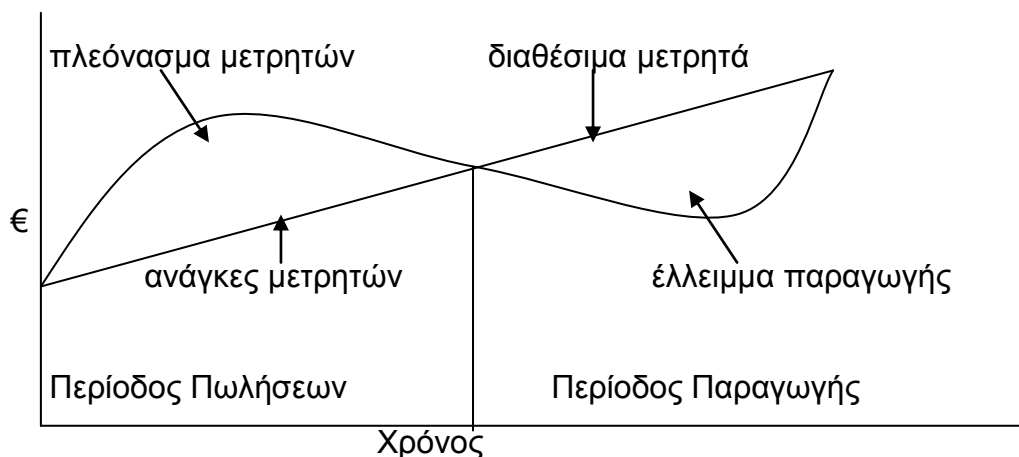 πλεόνασμα μετρητών
διαθέσιμα μετρητά
€
ανάγκες μετρητών
έλλειμμα παραγωγής
Περίοδος Πωλήσεων
Περίοδος Παραγωγής
Χρόνος